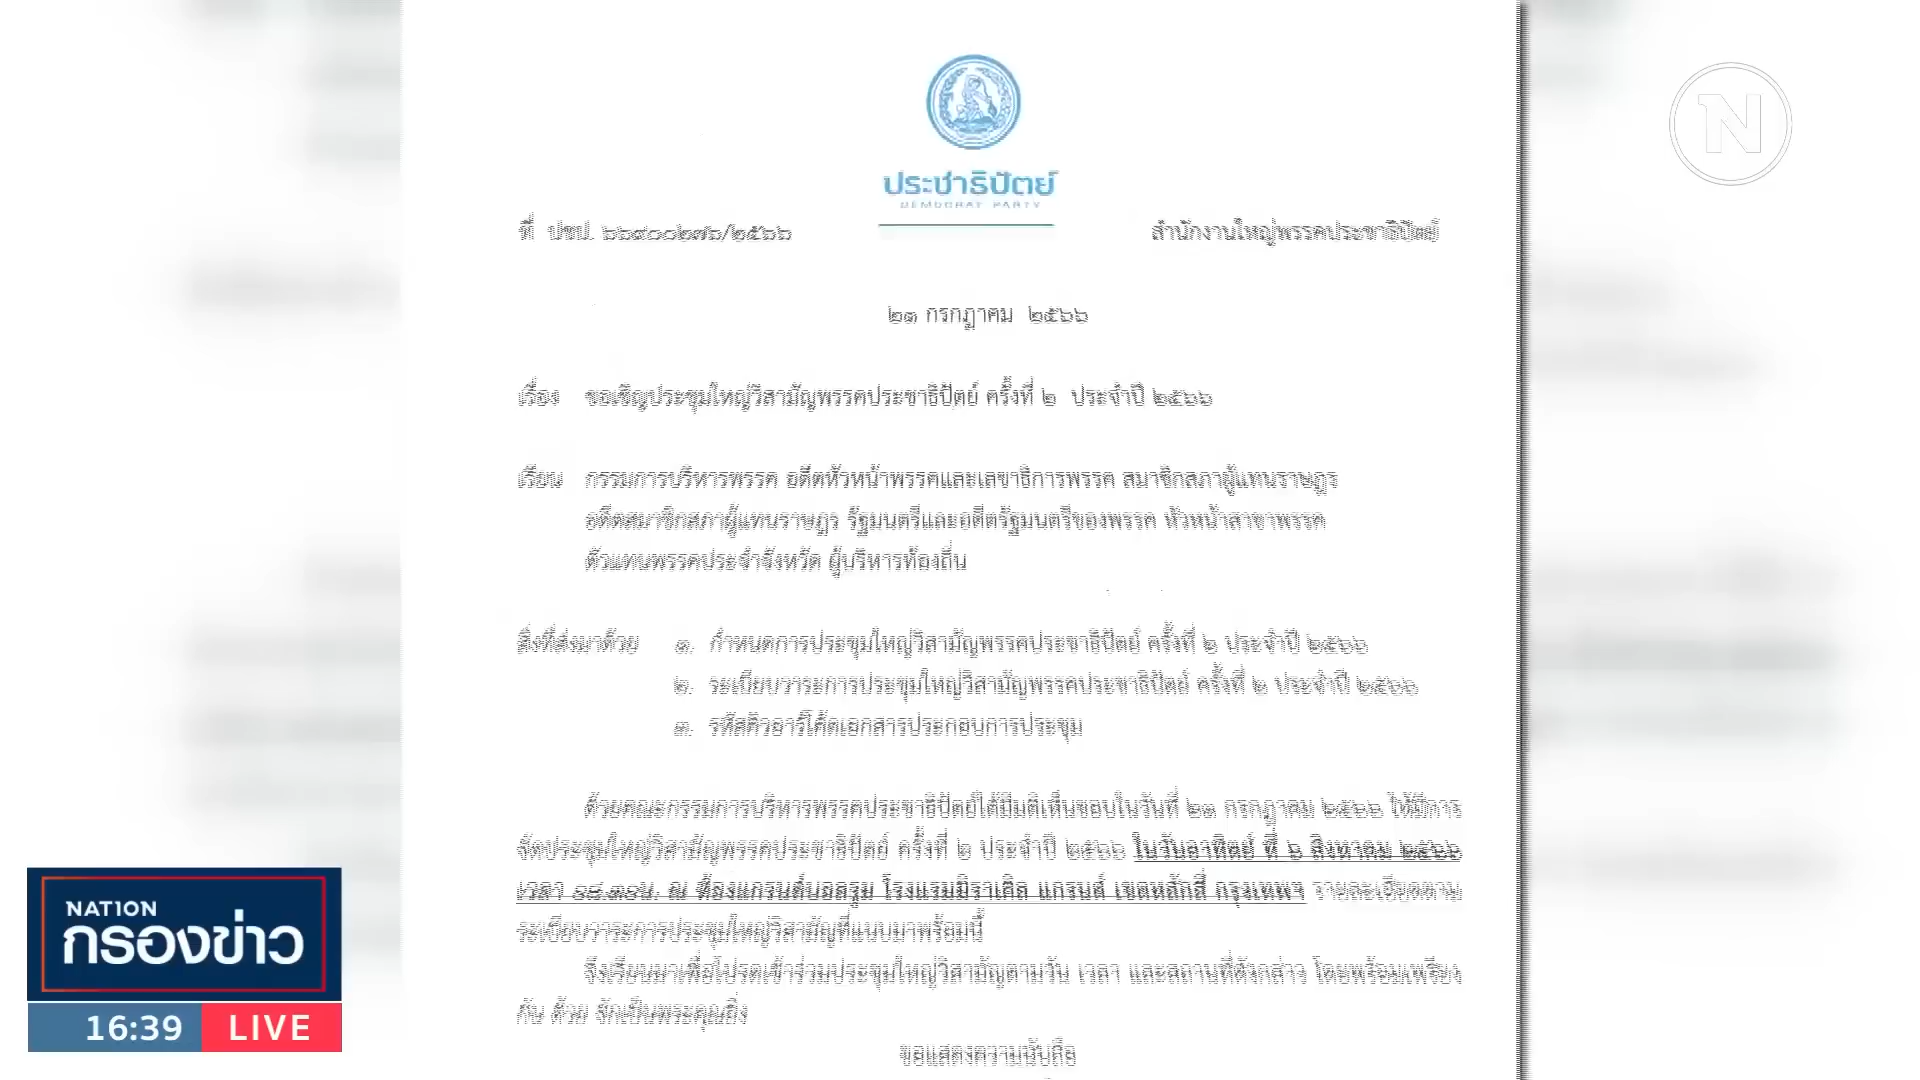 ประชาธิปัตย์
DEMOCRAT PARTY
ที่ ปชป. ๖๖๔๐๐๒๗๖/๒๕๖๖
สำนักงานใหญ่พรรคประชาธิปัตย์
๒๓ กรกฎาคม ๒๕๖๖
เรื่อง ขอเชิญประชุมใหญ่วิสามัญพรรคประชาธิปัตย์ ครั้งที่ ๒ ประจำปี ๒๕๖๖
เรียน กรรมการบริหารพรรค อดีตหัวหน้าพรรคและเลขาธิการพรรค สมาชิกสภาผู้แทนราษฎร
อดีตสมาชิกสภาผู้แทนราษฎร รัฐมนตรีและอดีตรัฐมนตรีของพรรค หัวหน้าสาขาพรรค
ตัวแทนพรรคประจำจังหวัด ผู้บริหารท้องถิ่น
สิ่งที่ส่งมาด้วย ๑. กำหนดการประชุมใหญ่วิสามัญพรรคประชาธิปัตย์ ครั้งที่ ๒ ประจำปี ๒๕๖๖
๒. ระเบียบวาระการประชุมใหญ่วิสามัญพรรคประชาธิปัตย์ ครั้งที่ ๒ ประจำปี ๒๕๖๖
๓. รหัสคิวอาร์โค้ดเอกสารประกอบการประชุม
ด้วยคณะกรรมการบริหารพรรคประชาธิปัตย์ได้มีมติเห็นชอบในวันที่ ๒๓ กรกฎาคม ๒๕๖๖ ให้มีการ
จัดประชุมใหญ่วิสามัญพรรคประชาธิปัตย์ ครั้งที่ ๒ ประจำปี ๒๕๖๖ ในวันอาทิตย์ ที่ ๖ สิงหาคม ๒๕๖๖
เวลา ณ ห้องแกรนด์บอลรูม โรงแรมมิราเคิล แกรนด์ เขตหลักสี่ กรุงเทพฯ รายละเอียดตาม
ระเบียบวาระการประชุมใหญ่วิสามัญที่แนบมาพร้อมนี้
จึงเรียนมาเพื่อโปรดเข้าร่วมประชุมใหญ่วิสามัญตามวัน เวลา และสถานที่ดังกล่าว โดยพร้อมเพรียง
กัน ด้วย จักเป็นพระคุณยิ่ง
ขอแสดงความนับถือ
N
NATION
กรองข่าว
16:39 LIVE